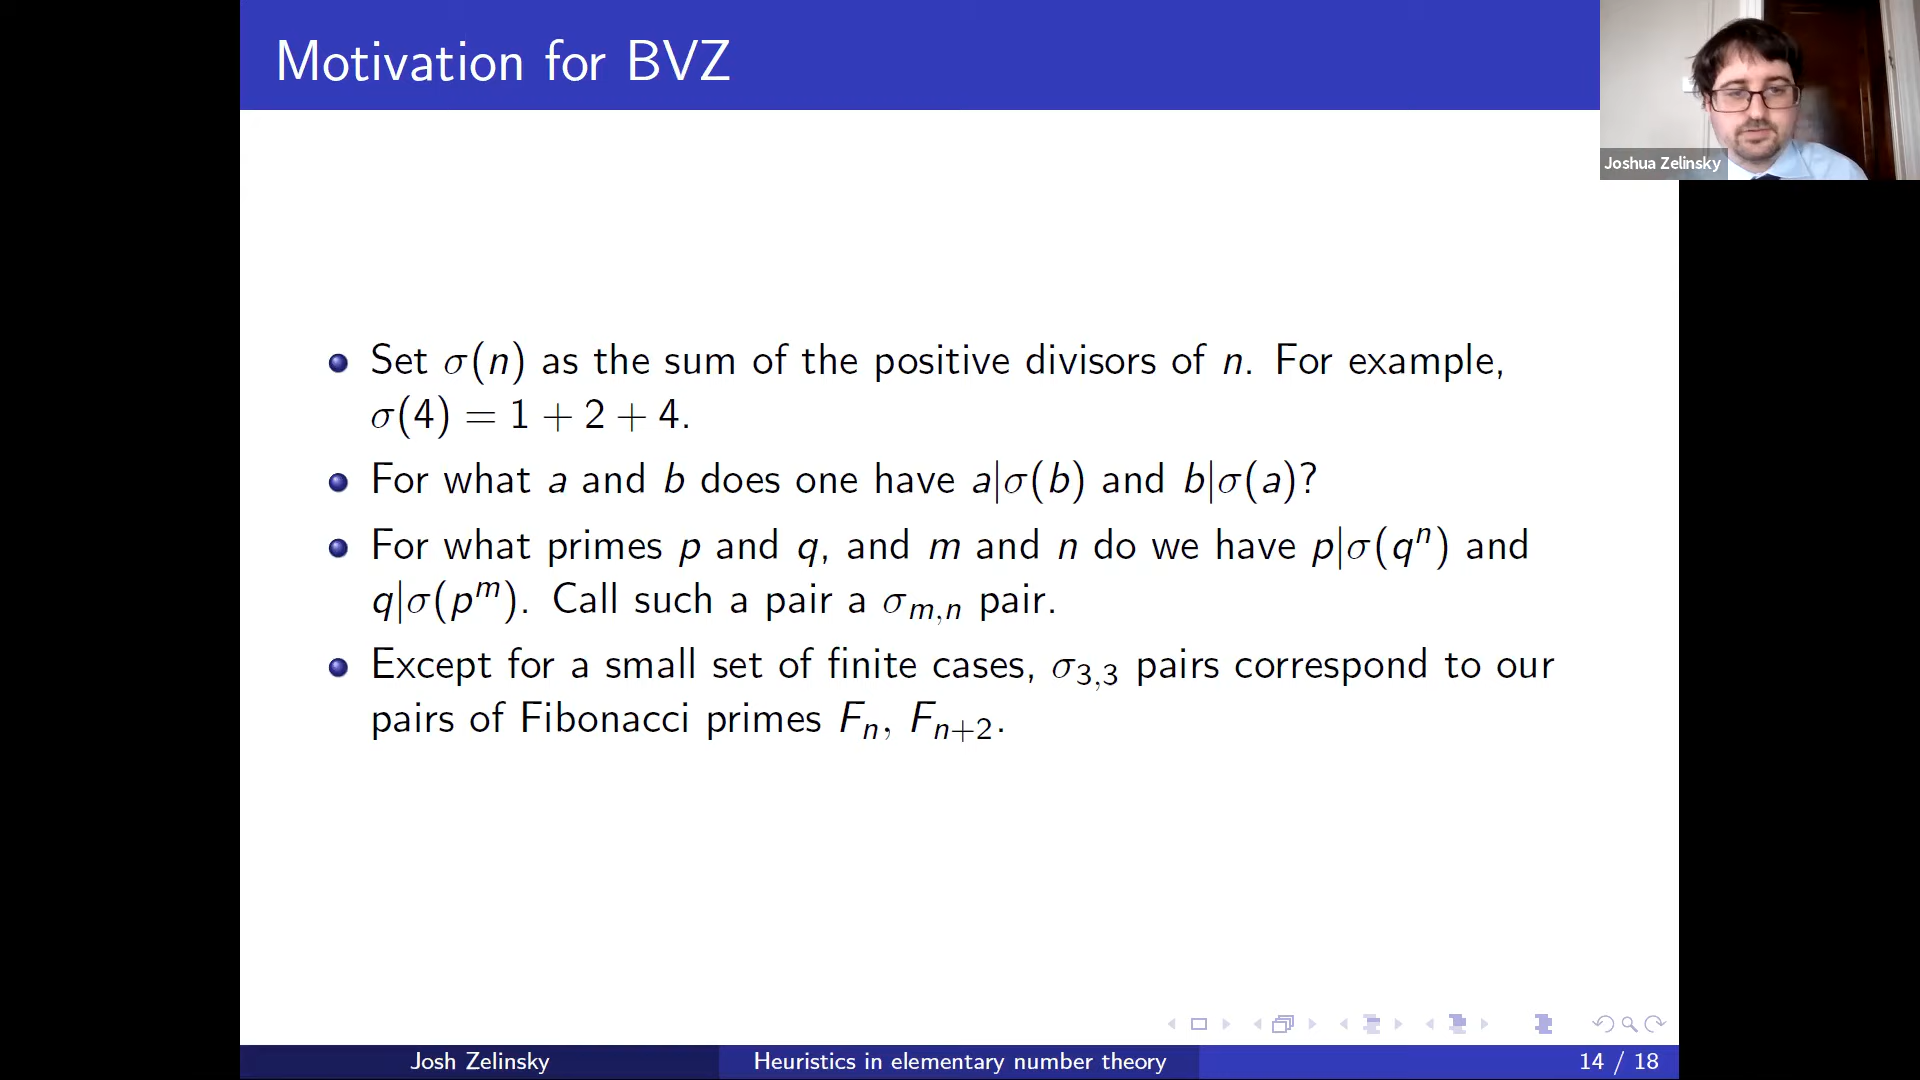 Motivation for BVZ
Joshua Zelinsky
Set σ(n) as the sum of the positive divisors of n. For example,
σ(4) = 1 + 2 + 4.
For what a and b does one have a|σ(b) and b|σ(a)?
For what primes p and q, and m and n do we have p|σ(qⁿ) and
q|σ(pᵐ). Call such a pair a σ_{m,n} pair.
Except for a small set of finite cases, σ_{3,3} pairs correspond to our
pairs of Fibonacci primes F_n, F_{n+2}.
Josh Zelinsky
Heuristics in elementary number theory
14 / 18